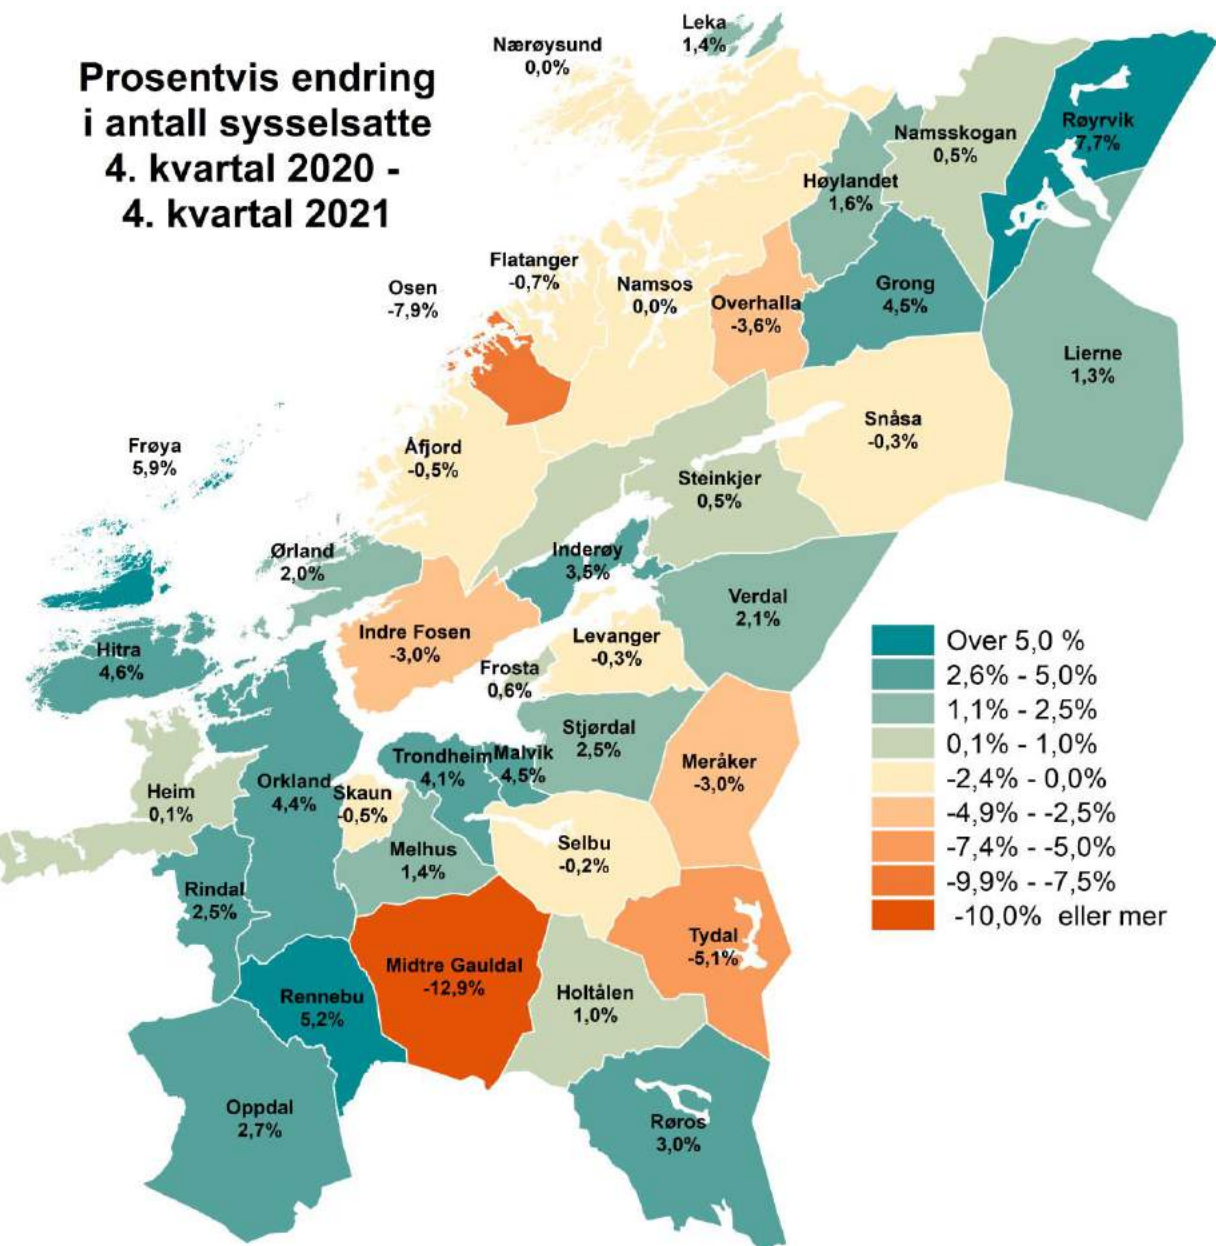 Prosentvis endring
i antall sysselsatte
4. kvartal 2020 -
4. kvartal 2021
Leka
1,4%
Nærøysund
0,0%
Røyrvik
7,7%
Namsskogan
0,5%
Høylandet
1,6%
Flatanger
-0,7%
Osen
-7,9%
Namsos
0,0%
Overhalla
-3,6%
Grong
4,5%
Lierne
1,3%
Snåsa
-0,3%
Frøya
5,9%
Åfjord
-0,5%
Steinkjer
0,5%
Ørland
2,0%
Inderøy
3,5%
Verdal
2,1%
Indre Fosen
-3,0%
Levanger
-0,3%
Hitra
4,6%
Frosta
0,6%
Stjørdal
2,5%
Trondheim
4,1%
Malvik
4,5%
Meråker
-3,0%
Heim
0,1%
Orkland
4,4%
Skaun
-0,5%
Melhus
1,4%
Selbu
-0,2%
Rindal
2,5%
Tydal
-5,1%
Midtre Gauldal
-12,9%
Rennebu
5,2%
Holtålen
1,0%
Oppdal
2,7%
Røros
3,0%
Over 5,0 %
2,6% - 5,0%
1,1% - 2,5%
0,1% - 1,0%
-2,4% - 0,0%
-4,9% - -2,5%
-7,4% - -5,0%
-9,9% - -7,5%
-10,0% eller mer